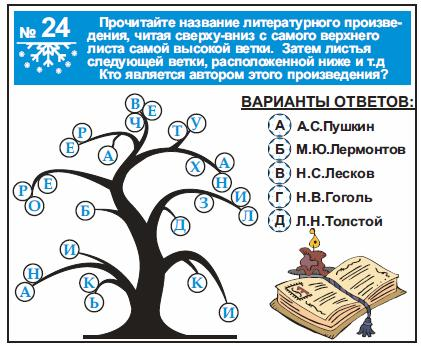 № 24
Прочитайте название литературного произве-
дения, читая сверху-вниз с самого верхнего
листа самой высокой ветки. Затем листья
следующей ветки, расположенной ниже и т.д
Кто является автором этого произведения?
ВАРИАНТЫ ОТВЕТОВ:
А А.С.Пушкин
Б М.Ю.Лермонтов
В Н.С.Лесков
Г Н.В.Гоголь
Д Л.Н.Толстой
В
Е
Ч
Р
Е
А
У
Т
Х
А
Н
Е
Р
О
И
З
Л
Б
Д
И
Н
А
К
Ь
К
И